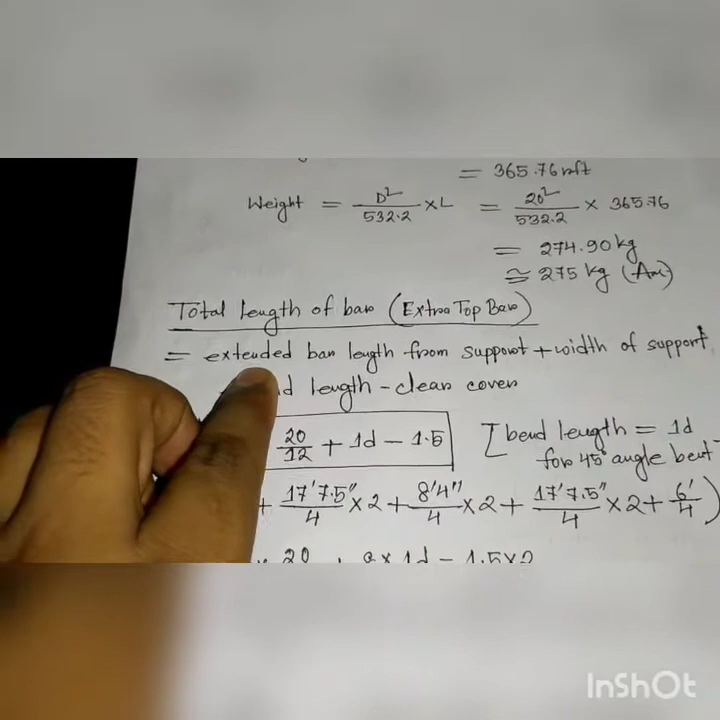 = 365.76 rft
Weight = D²/532.2 × L = 20²/532.2 × 365.76
= 274.90 kg
≅ 275 kg (Ans)
Total length of bar (Extra Top Bar)
= extended bar length from support + width of support
length - clear cover
20/12 + 1d - 1.5 [bend length = 1d
for 45° angle bent
+ 17'7.5"/4 × 2 + 8'4"/4 × 2 + 17'7.5"/4 × 2 + 6'/4)
20
InShOt